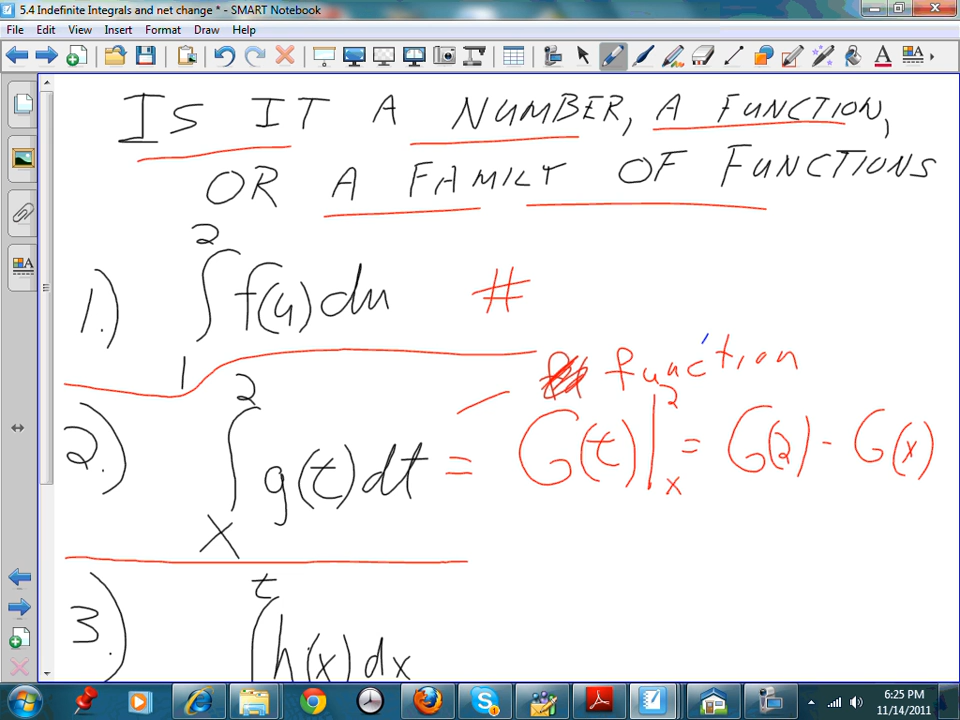 5.4 Indefinite Integrals and net change * - SMART Notebook
File Edit View Insert Format Draw Help
IS IT A NUMBER, A FUNCTION,
OR A FAMILY OF FUNCTIONS
1.) ∫₁² f(u) du #
function
2.) ∫ₓ² g(t) dt = G(t)|ₓ² = G(2) - G(x)
3.) ∫ᵗ h(x) dx
6:25 PM
11/14/2011